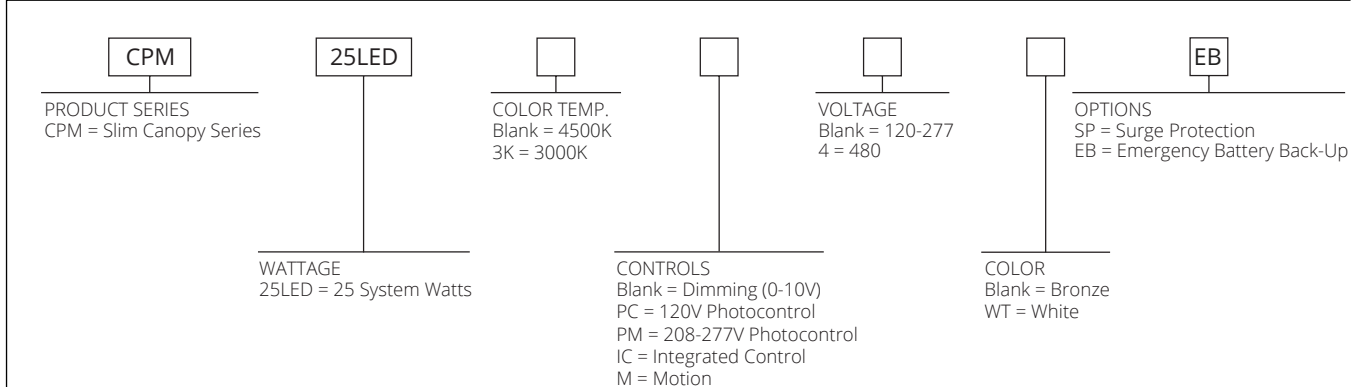 CPM
25LED
EB
PRODUCT SERIES
CPM = Slim Canopy Series
COLOR TEMP.
Blank = 4500K
3K = 3000K
VOLTAGE
Blank = 120-277
4 = 480
OPTIONS
SP = Surge Protection
EB = Emergency Battery Back-Up
WATTAGE
25LED = 25 System Watts
CONTROLS
Blank = Dimming (0-10V)
PC = 120V Photocontrol
PM = 208-277V Photocontrol
IC = Integrated Control
M = Motion
COLOR
Blank = Bronze
WT = White